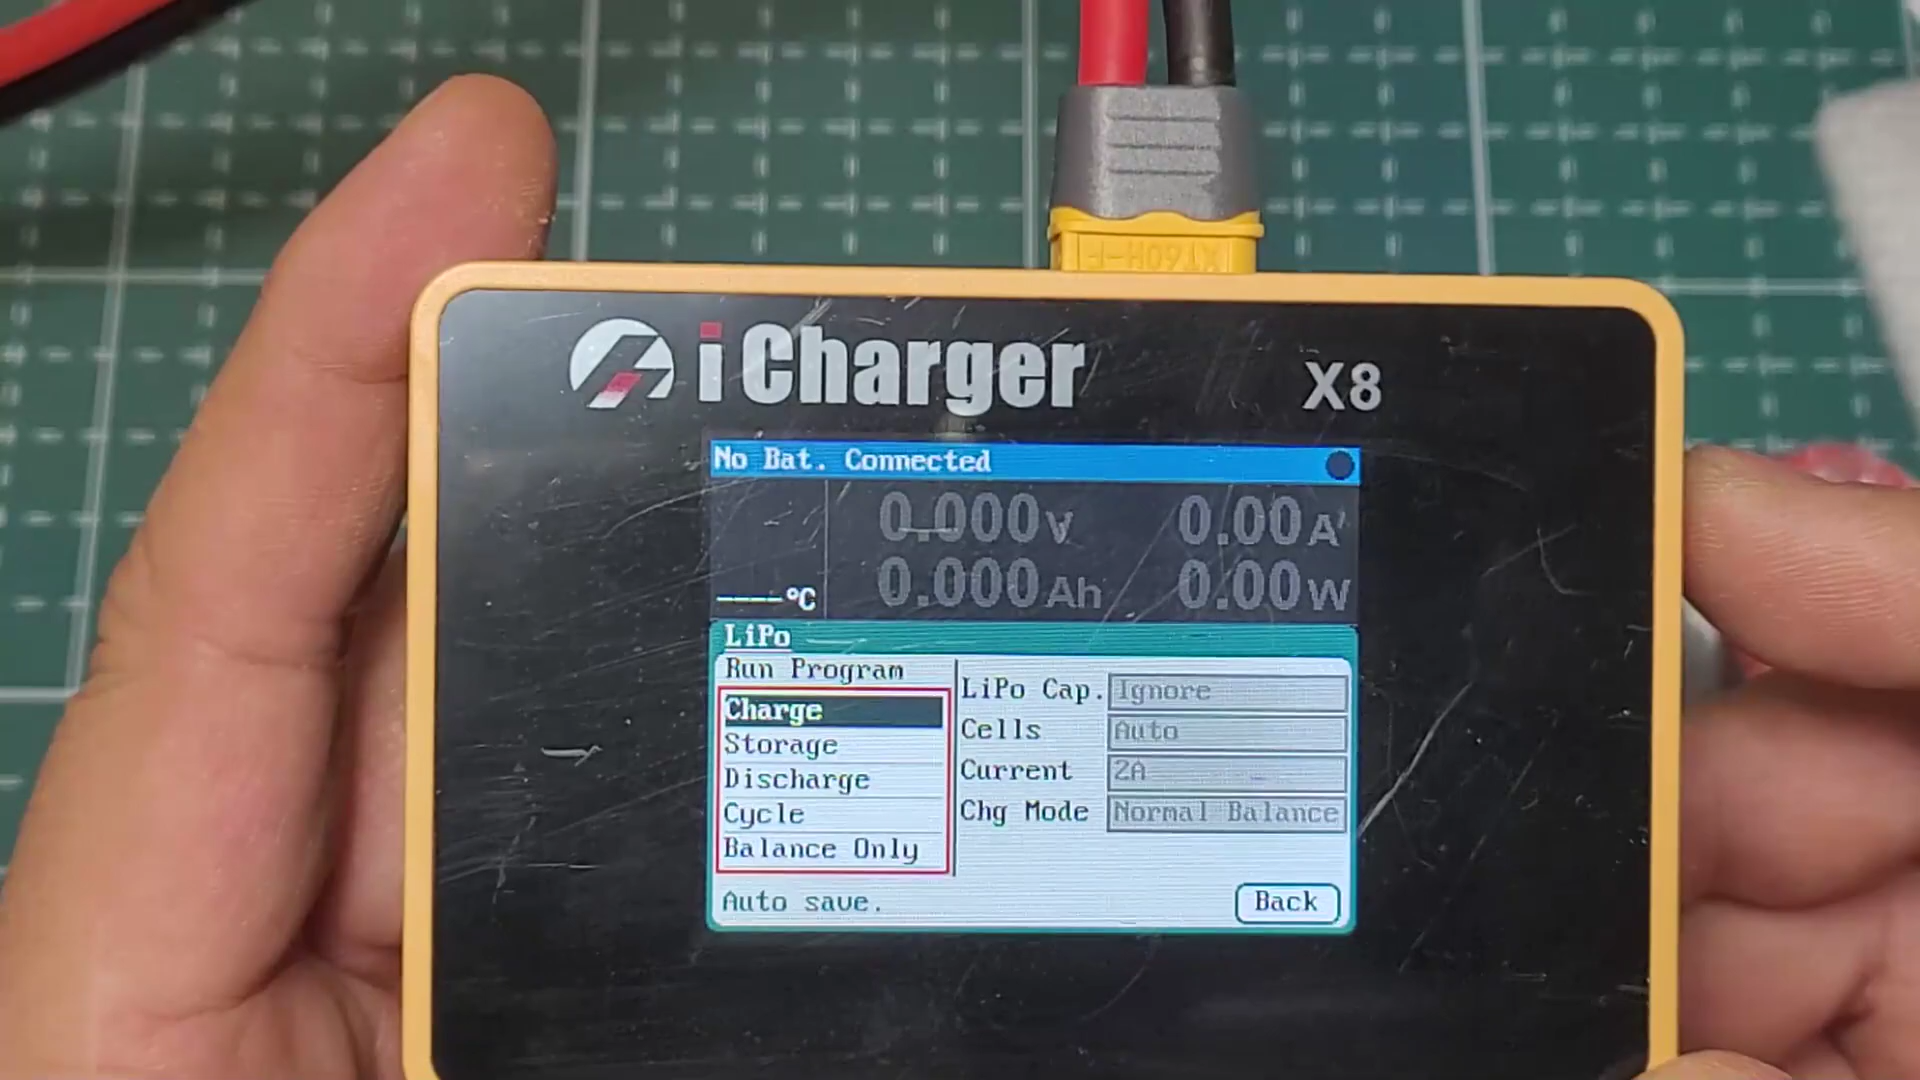 XT60H-F
iCharger X8
No Bat. Connected
0.000V 0.00A
----°C 0.000Ah 0.00W
LiPo
Run Program
Charge
Storage
Discharge
Cycle
Balance Only
LiPo Cap. Ignore
Cells Auto
Current 2A
Chg Mode Normal Balance
Auto save. Back